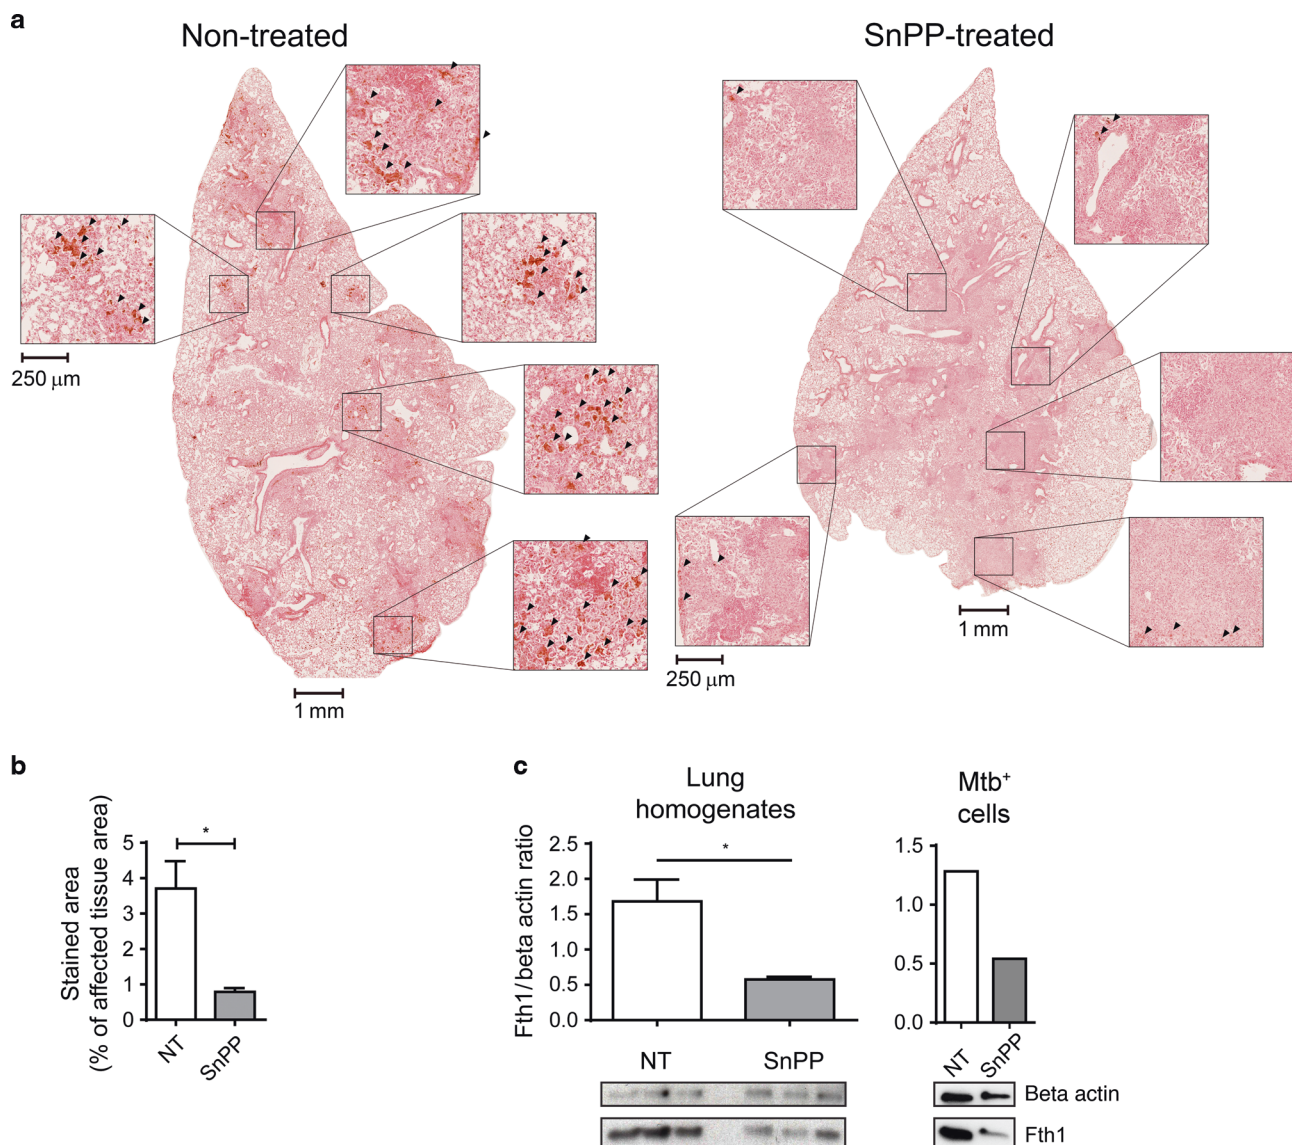 a
Non-treated
SnPP-treated
250 μm
1 mm
1 mm
250 μm
b
Stained area
(% of affected tissue area)
5
4
3
2
1
0
*
NT
SnPP
c
Lung
homogenates
Fth1/beta actin ratio
2.5
2.0
1.5
1.0
0.5
0.0
*
NT
SnPP
Mtb+
cells
1.5
1.0
0.5
0.0
NT
SnPP
Beta actin
Fth1